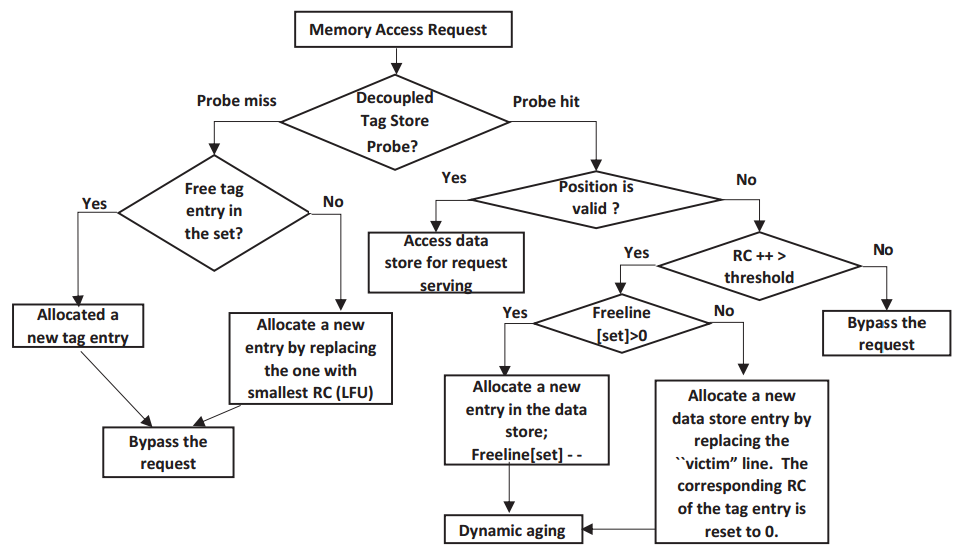 Memory Access Request
Probe miss
Decoupled
Tag Store
Probe?
Probe hit
Free tag
entry in
the set?
Yes
No
Yes
Position is
valid ?
No
Access data
store for request
serving
Yes
RC ++ >
threshold
No
Allocated a
new tag entry
Allocate a new
entry by replacing
the one with
smallest RC (LFU)
Bypass the
request
Yes
Freeline
[set]>0
No
Bypass the
request
Allocate a new
entry in the data
store;
Freeline[set] - -
Allocate a new
data store entry by
replacing the
``victim” line. The
corresponding RC
of the tag entry is
reset to 0.
Dynamic aging